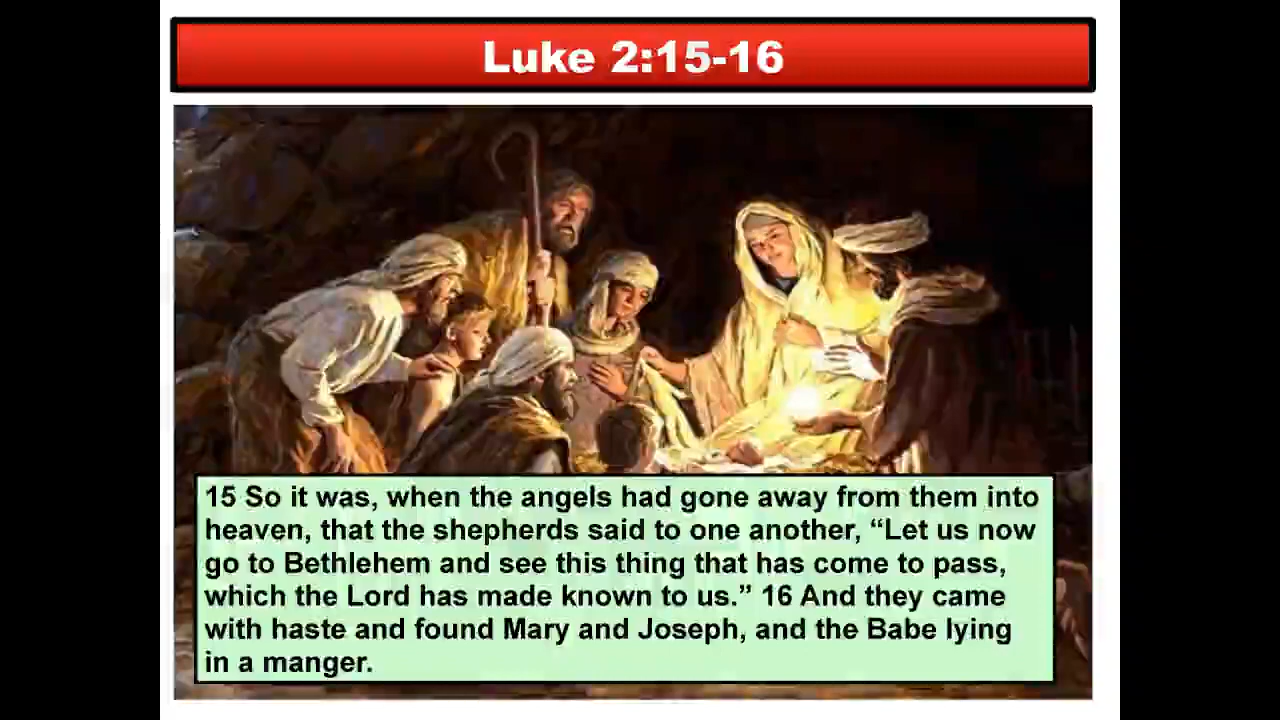 Luke 2:15-16
15 So it was, when the angels had gone away from them into
heaven, that the shepherds said to one another, “Let us now
go to Bethlehem and see this thing that has come to pass,
which the Lord has made known to us.” 16 And they came
with haste and found Mary and Joseph, and the Babe lying
in a manger.